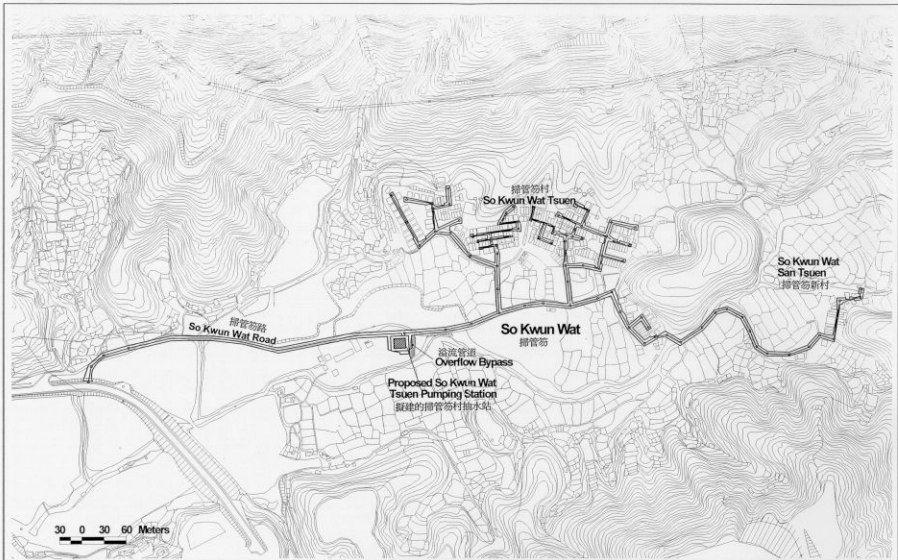 掃管笏村
So Kwun Wat Tsuen
So Kwun Wat
San Tsuen
掃管笏新村
掃管笏路
So Kwun Wat Road
So Kwun Wat
掃管笏
溢流管道
Overflow Bypass
Proposed So Kwun Wat
Tsuen Pumping Station
擬建的掃管笏村抽水站
30 0 30 60 Meters